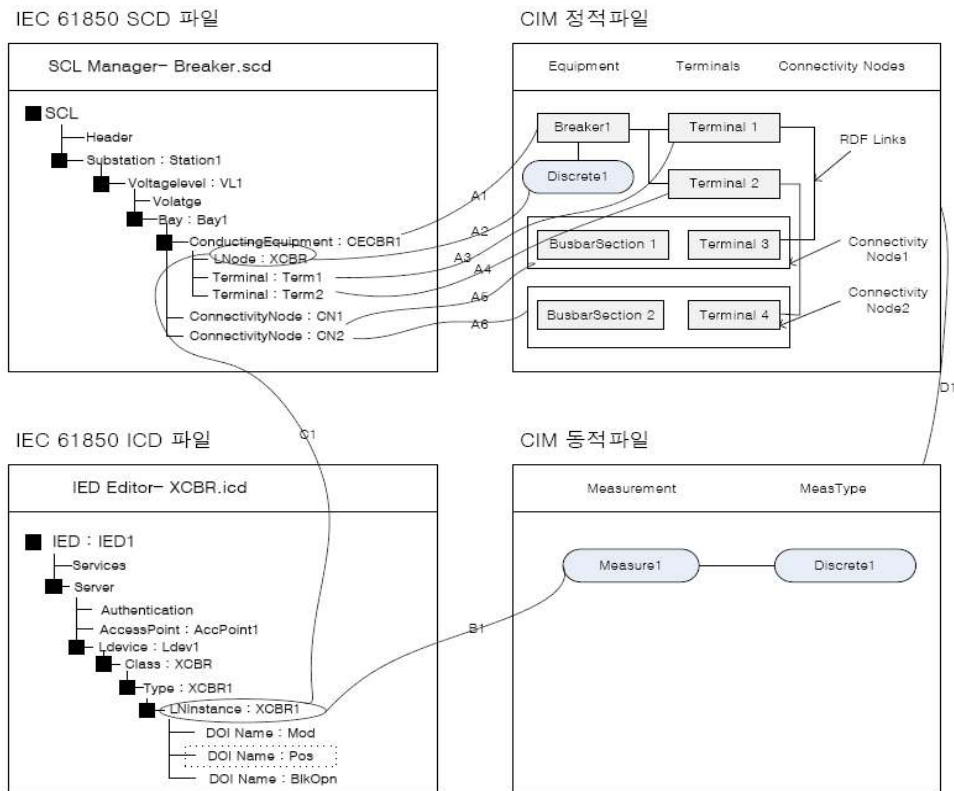 IEC 61850 SCD 파일
SCL Manager- Breaker.scd
SCL
Header
Substation : Station1
Voltagelevel : VL1
Volatge
Bay : Bay1
ConductingEquipment : CECBR1
LNode : XCBR
Terminal : Term1
Terminal : Term2
ConnectivityNode : CN1
ConnectivityNode : CN2
A1
A2
A3
A4
A5
A6
CIM 정적파일
Equipment Terminals Connectivity Nodes
Breaker1
Terminal 1
RDF Links
Discrete1
Terminal 2
BusbarSection 1
Terminal 3
Connectivity
Node1
BusbarSection 2
Terminal 4
Connectivity
Node2
D1
C1
IEC 61850 ICD 파일
IED Editor- XCBR.icd
IED : IED1
Services
Server
Authentication
AccessPoint : AccPoint1
Ldevice : Ldev1
Class : XCBR
Type : XCBR1
LNInstance : XCBR1
DOI Name : Mod
DOI Name : Pos
DOI Name : BlkOpn
B1
CIM 동적파일
Measurement MeasType
Measure1
Discrete1